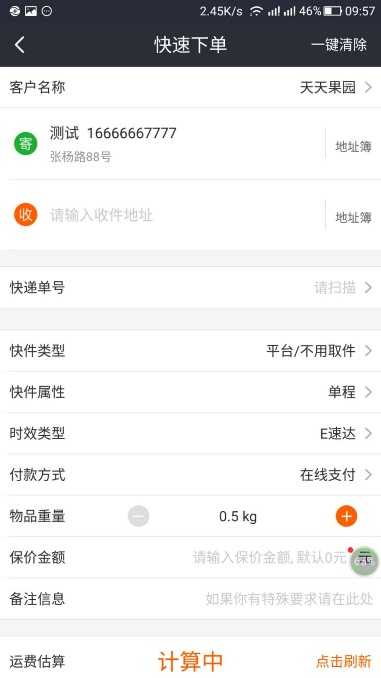 2.45K/s 46% 09:57
快速下单 一键清除
客户名称 天天果园
寄 测试 16666667777 地址簿
张杨路88号
收 请输入收件地址 地址簿
快递单号 请扫描
快件类型 平台/不用取件
快件属性 单程
时效类型 E速达
付款方式 在线支付
物品重量 0.5 kg
保价金额 请输入保价金额, 默认0元 元
备注信息 如果你有特殊要求请在此处
运费估算 计算中 点击刷新